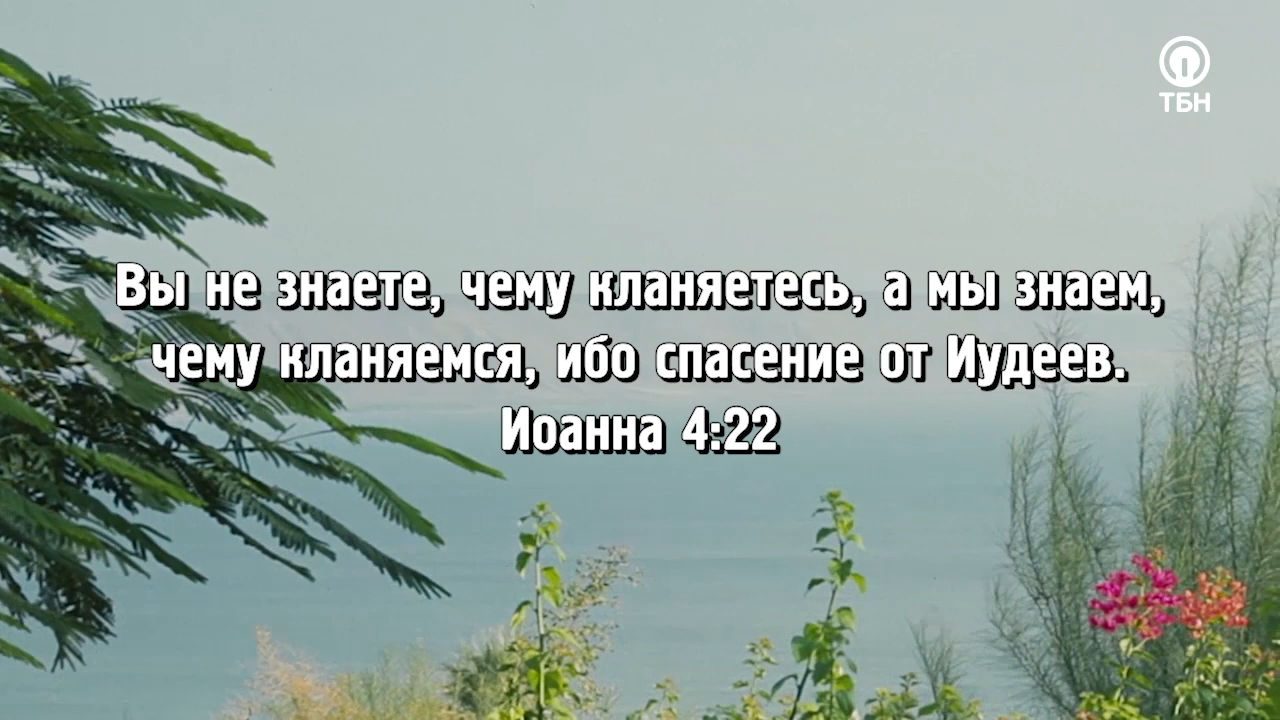 ТБН
Вы не знаете, чему кланяетесь, а мы знаем,
чему кланяемся, ибо спасение от Иудеев.
Иоанна 4:22